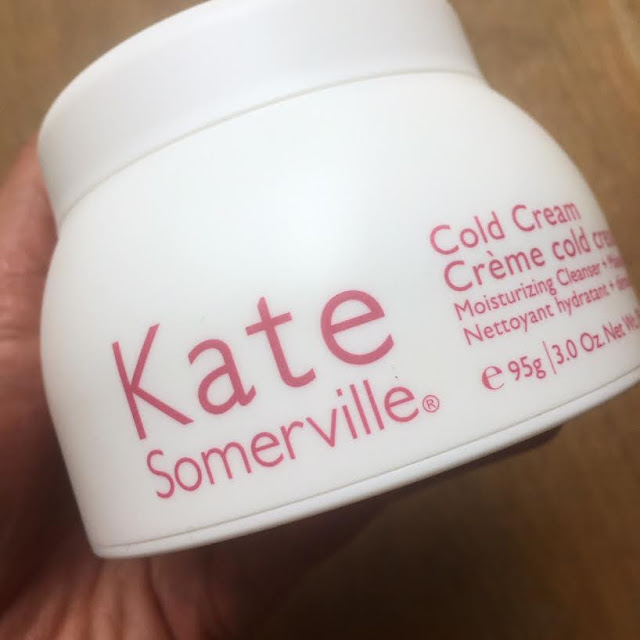 Kate
Somerville®
Cold Cream
Crème cold
Moisturizing Cleanser +
Nettoyant hydratant +
e 95g | 3.0 Oz. Net